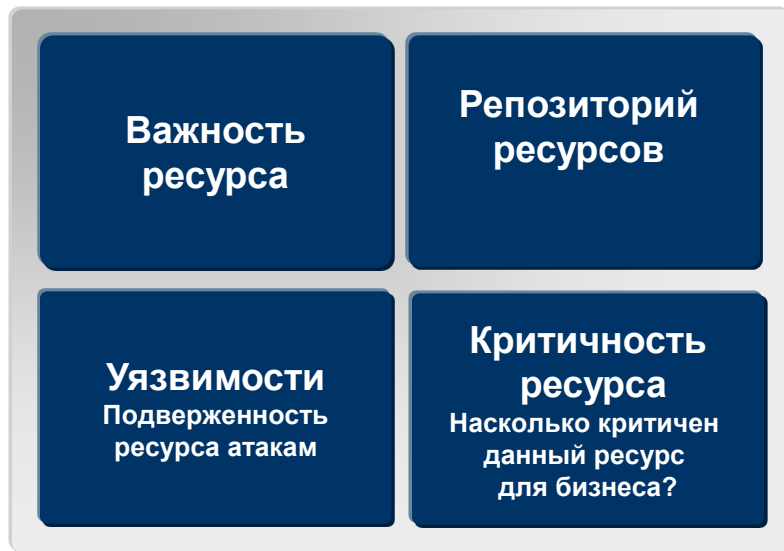 Важность
ресурса
Репозиторий
ресурсов
Уязвимости
Подверженность
ресурса атакам
Критичность
ресурса
Насколько критичен
данный ресурс
для бизнеса?